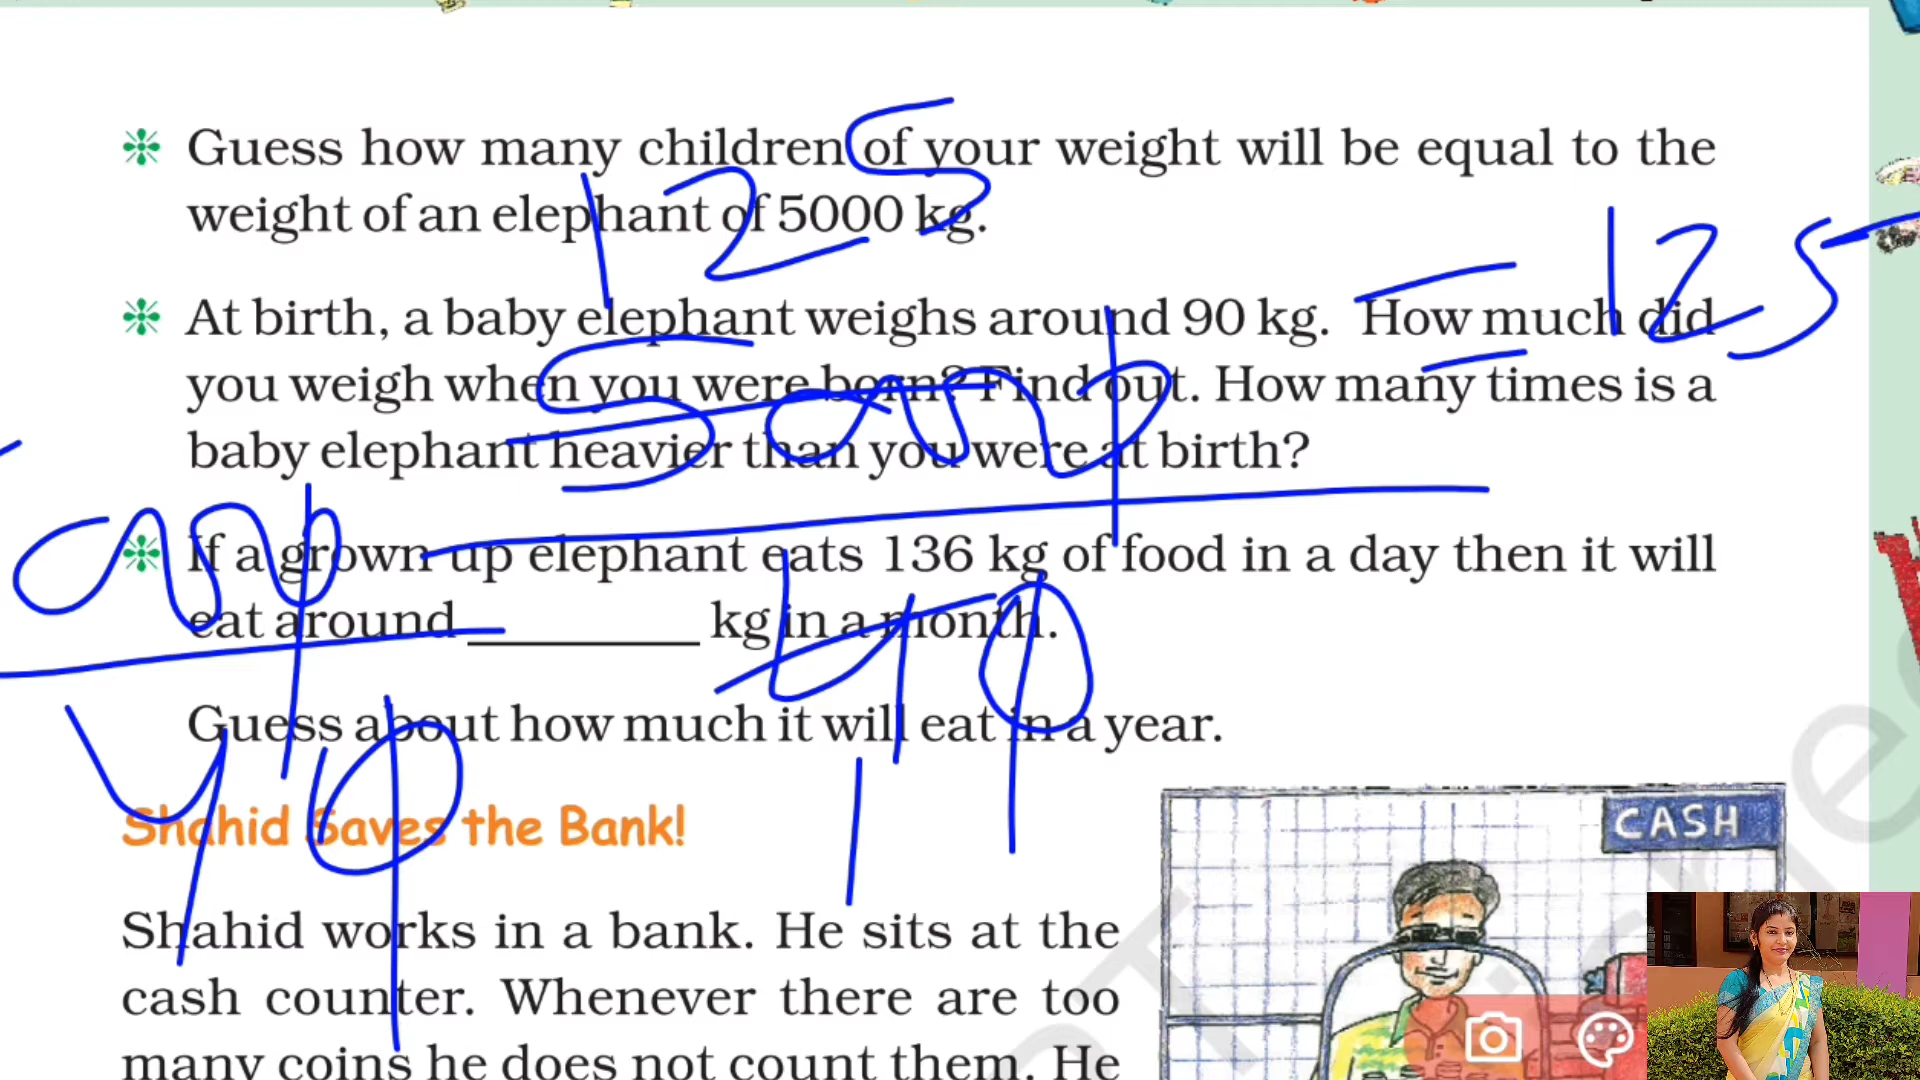 Guess how many children of your weight will be equal to the
weight of an elephant of 5000 kg.
At birth, a baby elephant weighs around 90 kg. How much did
you weigh when you were born? Find out. How many times is a
baby elephant heavier than you were at birth?
If a grown-up elephant eats 136 kg of food in a day then it will
eat around ________ kg in a month.
Guess about how much it will eat in a year.
125
= 125
5000
40
40
1
Shahid Saves the Bank!
CASH
Shahid works in a bank. He sits at the
cash counter. Whenever there are too
many coins he does not count them. He